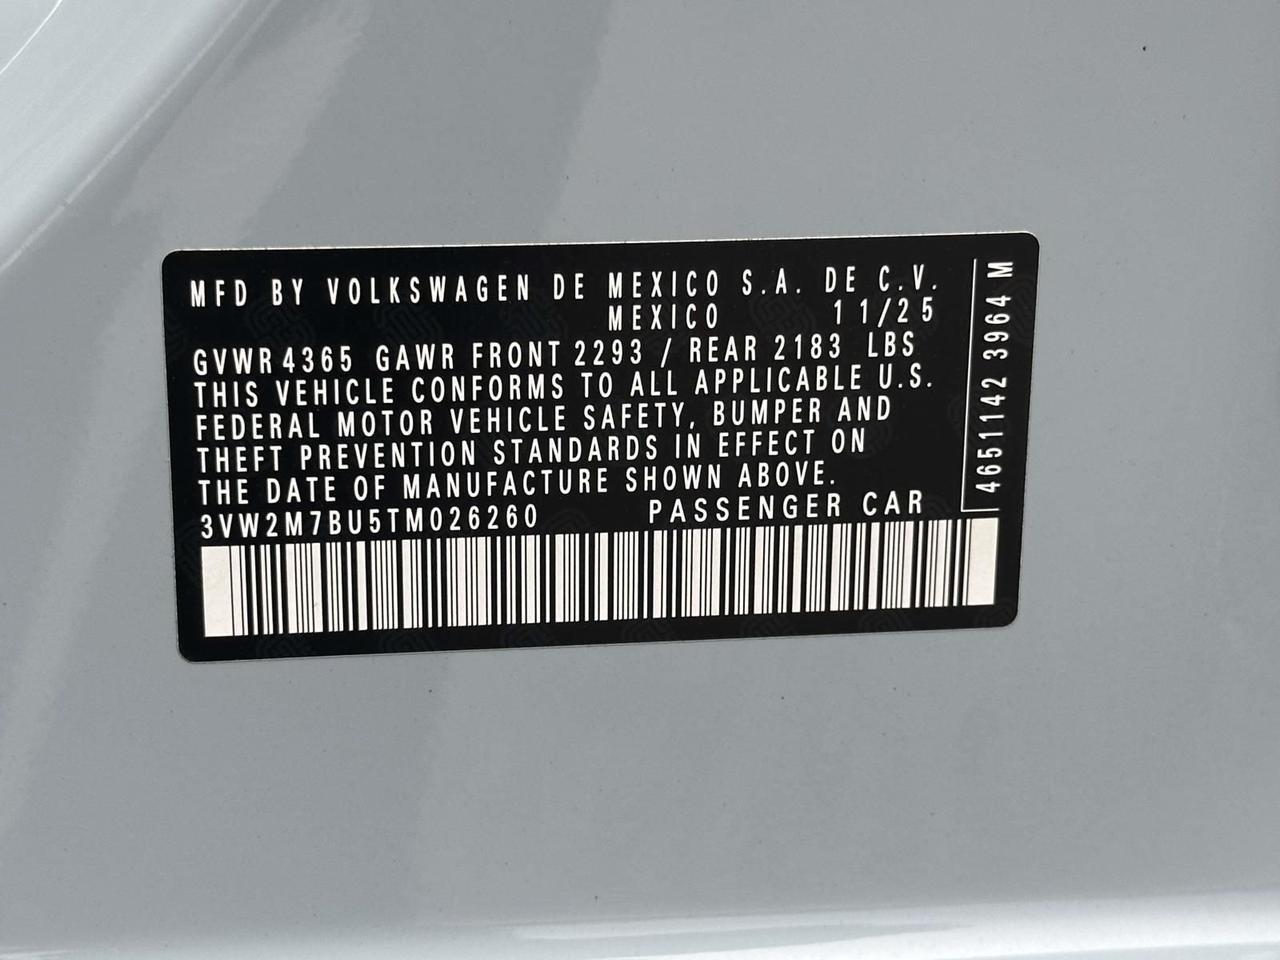 MFD BY VOLKSWAGEN DE MEXICO S.A. DE C.V.
MEXICO 11/25
GVWR 4365 GAWR FRONT 2293 / REAR 2183 LBS
THIS VEHICLE CONFORMS TO ALL APPLICABLE U.S.
FEDERAL MOTOR VEHICLE SAFETY, BUMPER AND
THEFT PREVENTION STANDARDS IN EFFECT ON
THE DATE OF MANUFACTURE SHOWN ABOVE.
3VW2M7BU5TM026260 PASSENGER CAR
4651142 3964 M